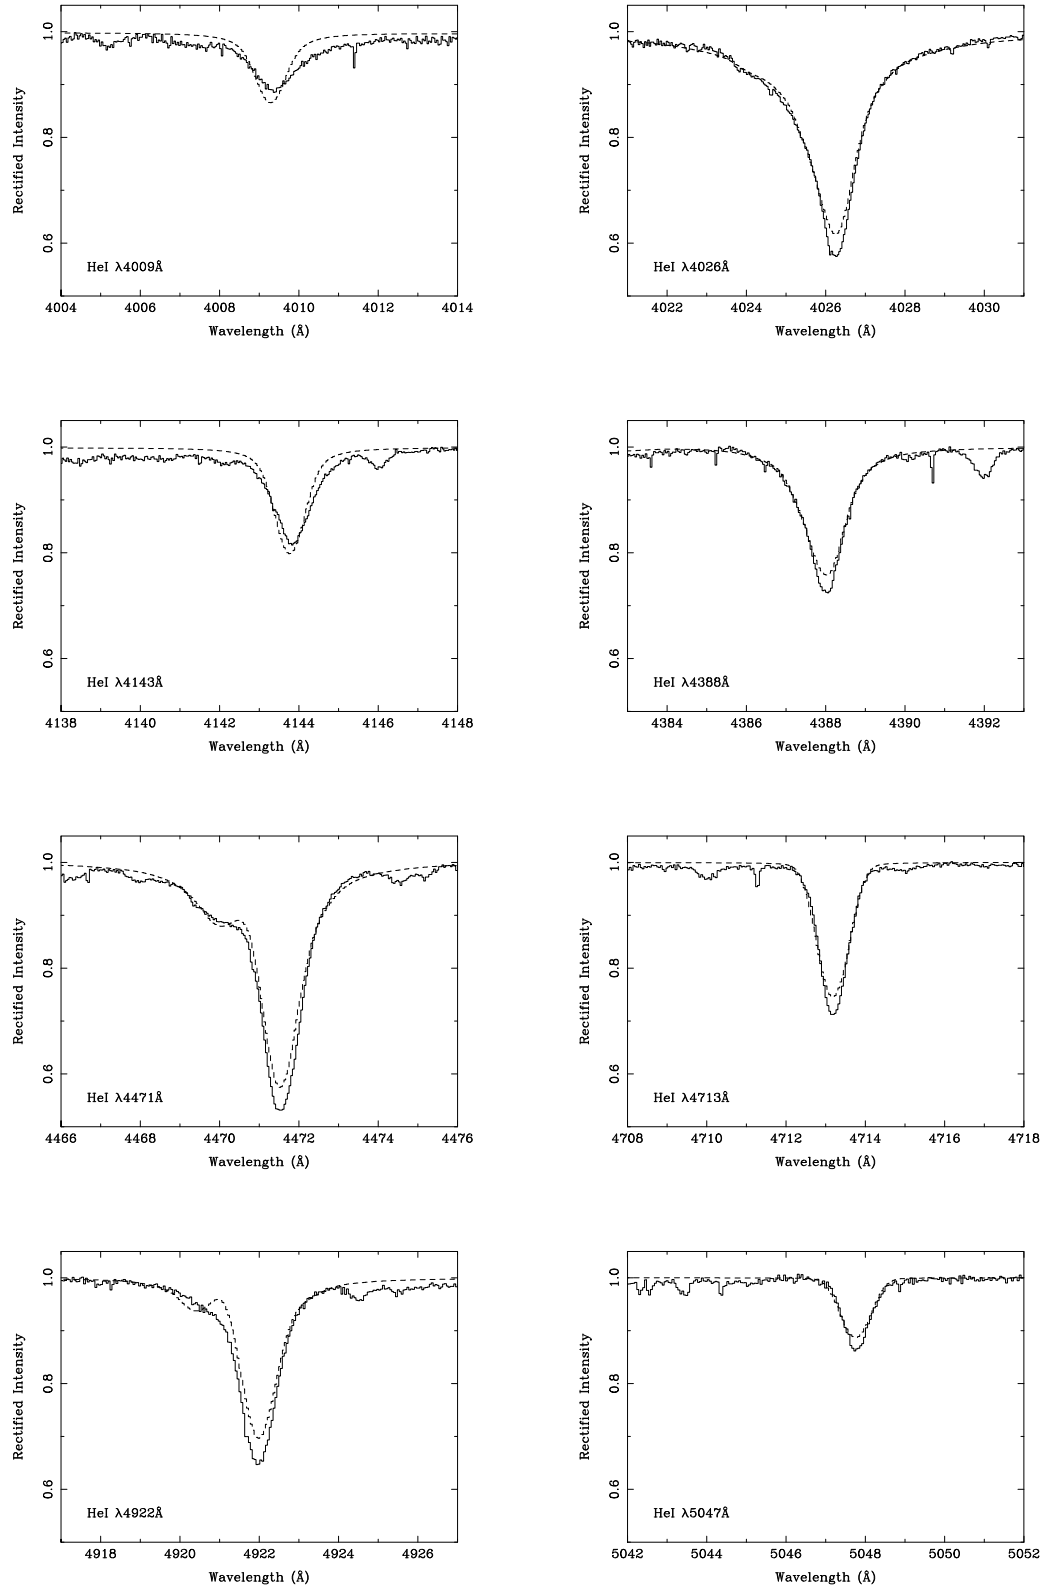 Rectified Intensity
1.0
0.8
0.6
HeI λ4009Å
4004 4006 4008 4010 4012 4014
Wavelength (Å)
Rectified Intensity
1.0
0.8
0.6
HeI λ4026Å
4022 4024 4026 4028 4030
Wavelength (Å)
Rectified Intensity
1.0
0.8
0.6
HeI λ4143Å
4138 4140 4142 4144 4146 4148
Wavelength (Å)
Rectified Intensity
1.0
0.8
0.6
HeI λ4388Å
4384 4386 4388 4390 4392
Wavelength (Å)
Rectified Intensity
1.0
0.8
0.6
HeI λ4471Å
4466 4468 4470 4472 4474 4476
Wavelength (Å)
Rectified Intensity
1.0
0.8
0.6
HeI λ4713Å
4708 4710 4712 4714 4716 4718
Wavelength (Å)
Rectified Intensity
1.0
0.8
0.6
HeI λ4922Å
4918 4920 4922 4924 4926
Wavelength (Å)
Rectified Intensity
1.0
0.8
0.6
HeI λ5047Å
5042 5044 5046 5048 5050 5052
Wavelength (Å)